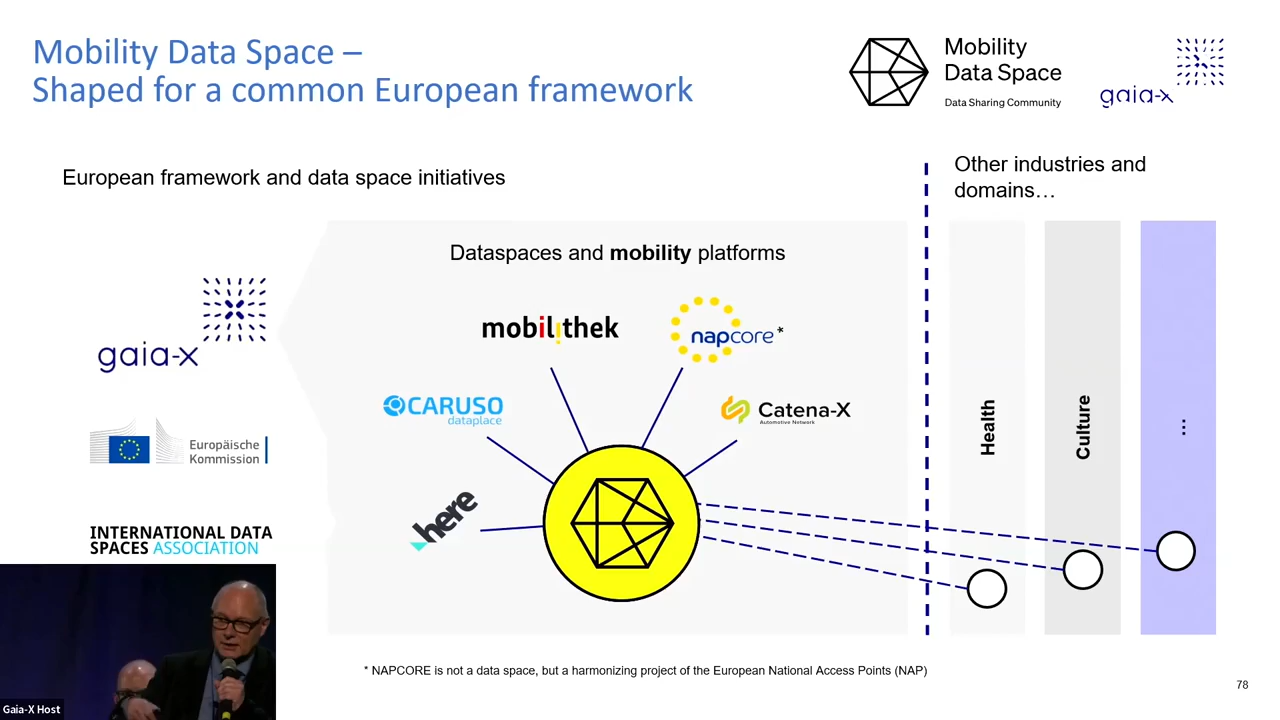 Mobility Data Space –
Shaped for a common European framework
Mobility
Data Space
Data Sharing Community
gaia-x
European framework and data space initiatives
Other industries and
domains…
Dataspaces and mobility platforms
gaia-x
mobilithek
napcore*
CARUSO
dataplace
Catena-X
Automotive Network
Europäische
Kommission
here
INTERNATIONAL DATA
SPACES ASSOCIATION
Health
Culture
...
* NAPCORE is not a data space, but a harmonizing project of the European National Access Points (NAP)
78
Gaia-X Host